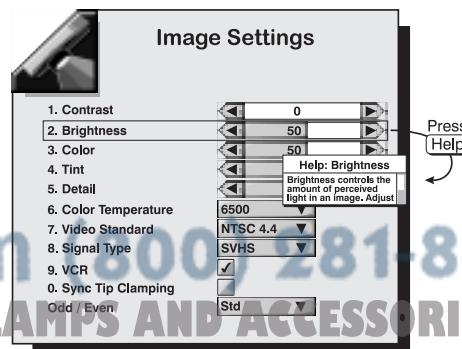 Image Settings
1. Contrast 0
2. Brightness 50
Press
Help
3. Color 50
Help: Brightness
Brightness controls the
amount of perceived
light in an image. Adjust
4. Tint
5. Detail
6. Color Temperature 6500
7. Video Standard NTSC 4.4
8. Signal Type SVHS
9. VCR
0. Sync Tip Clamping
Odd / Even Std
(800) 281-8
LAMPS AND ACCESSORI